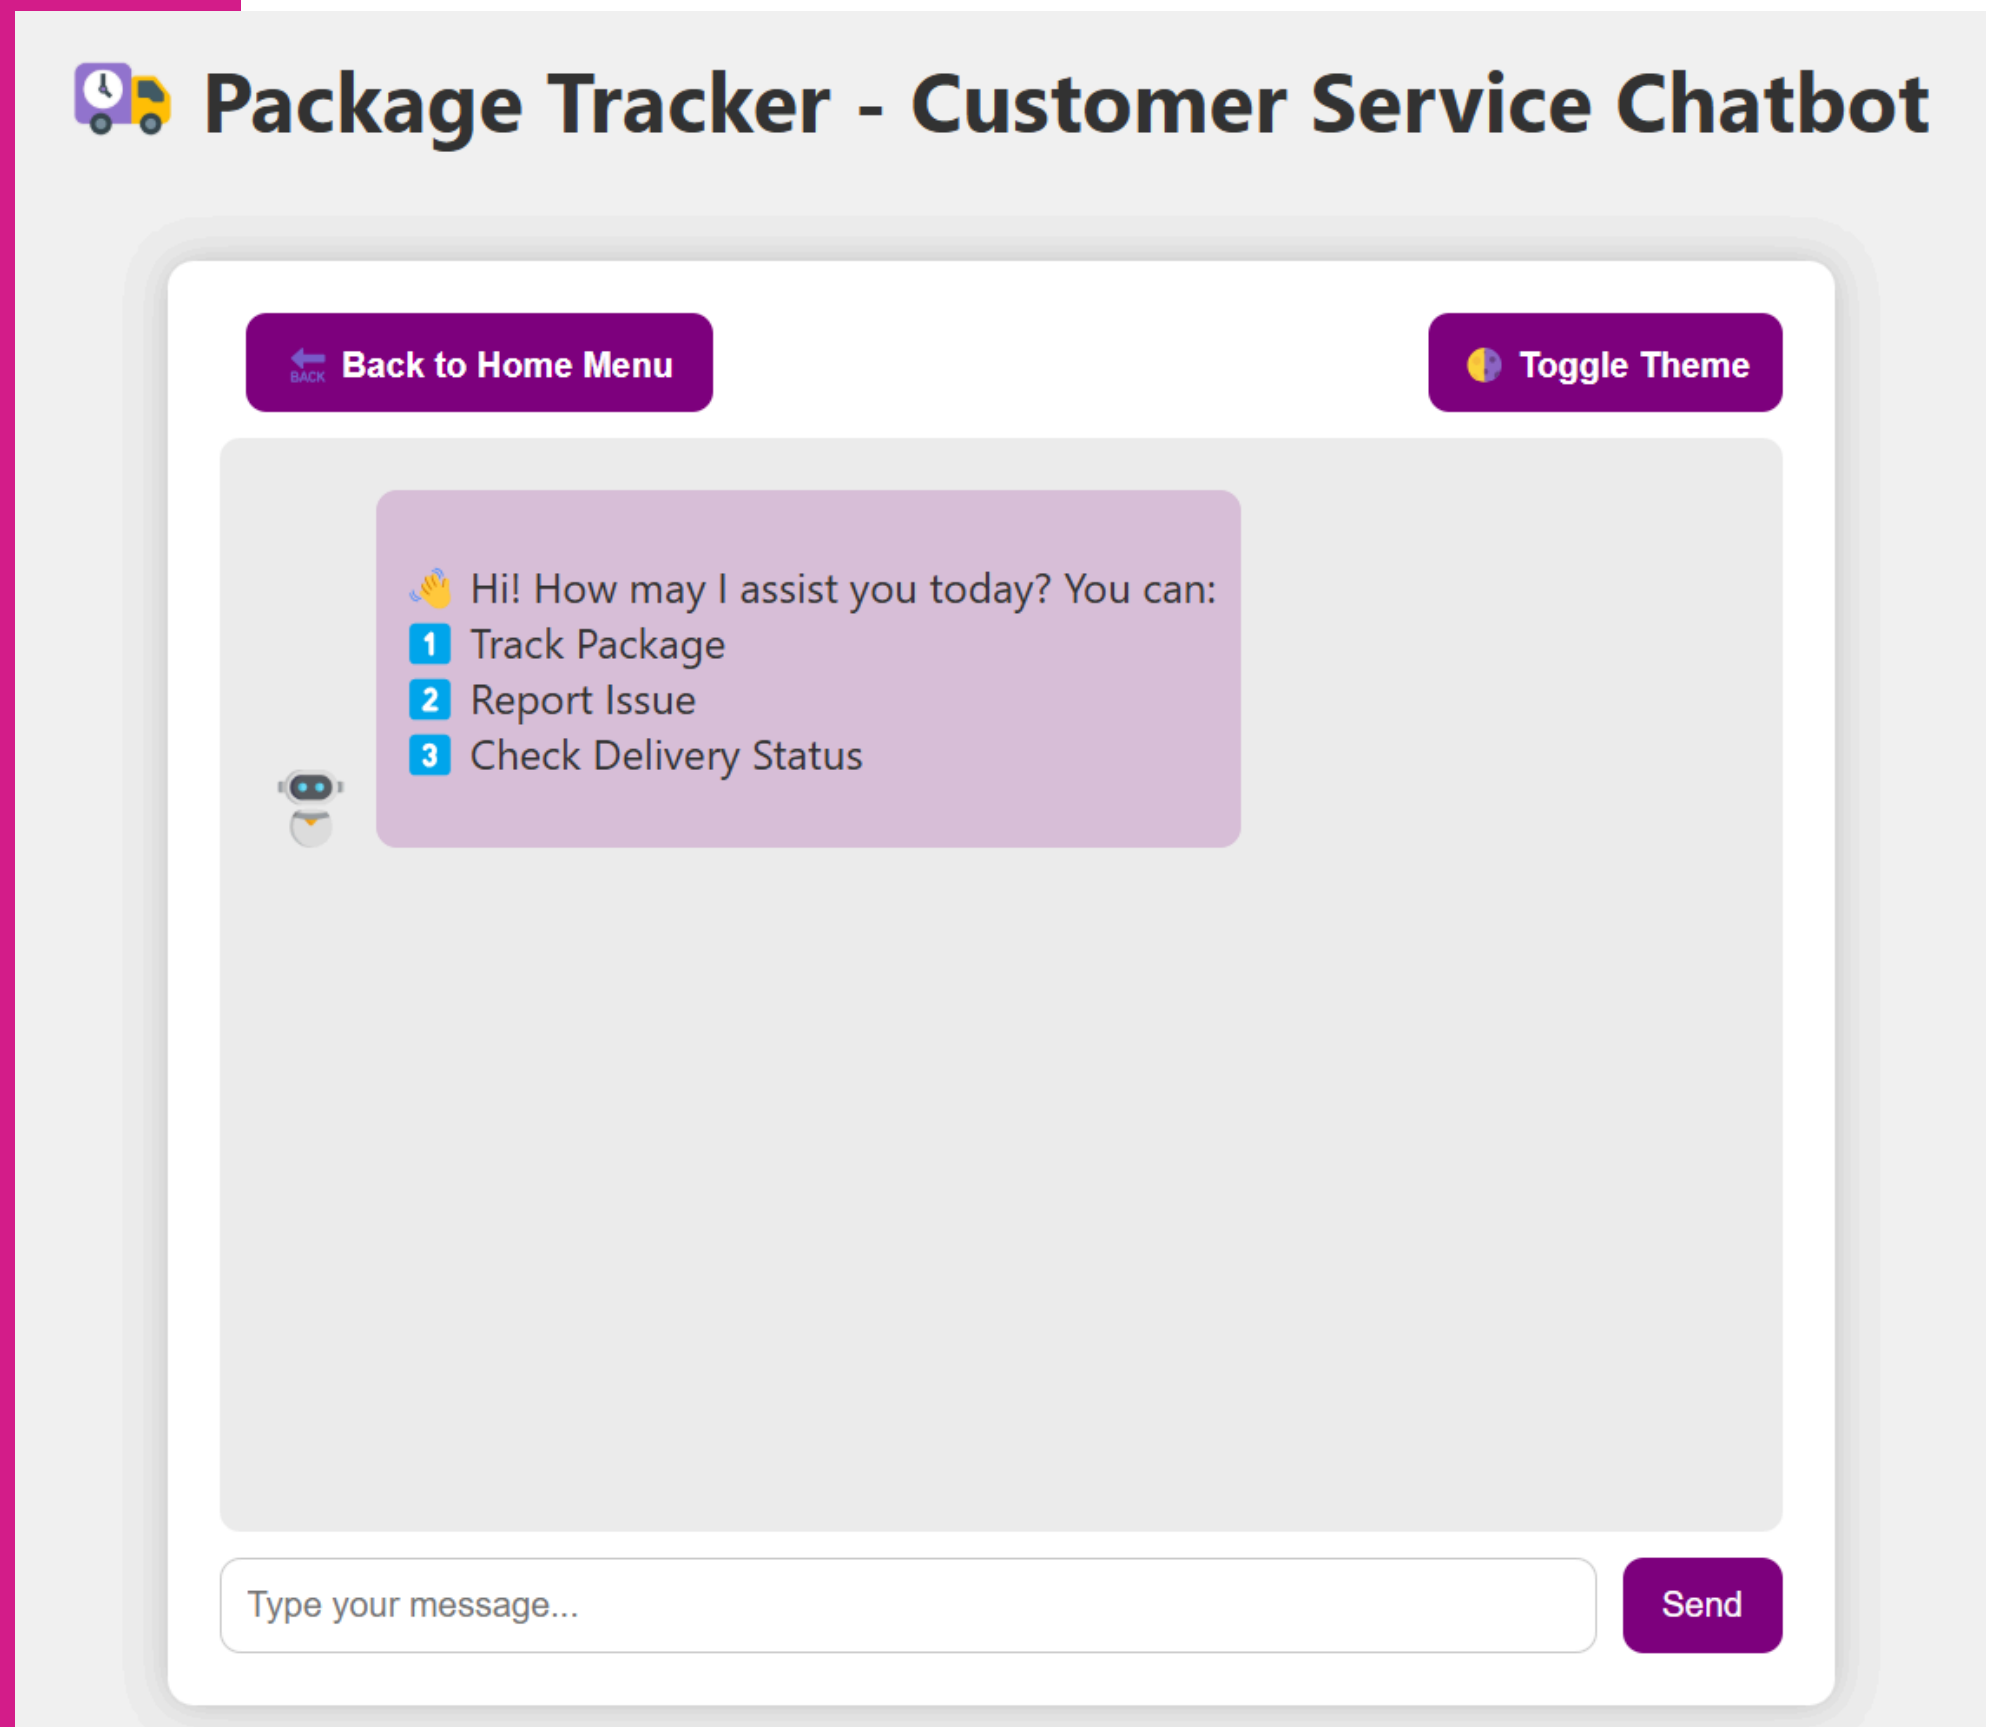 Package Tracker - Customer Service Chatbot
BACK Back to Home Menu
Toggle Theme
Hi! How may I assist you today? You can:
1 Track Package
2 Report Issue
3 Check Delivery Status
Type your message...
Send